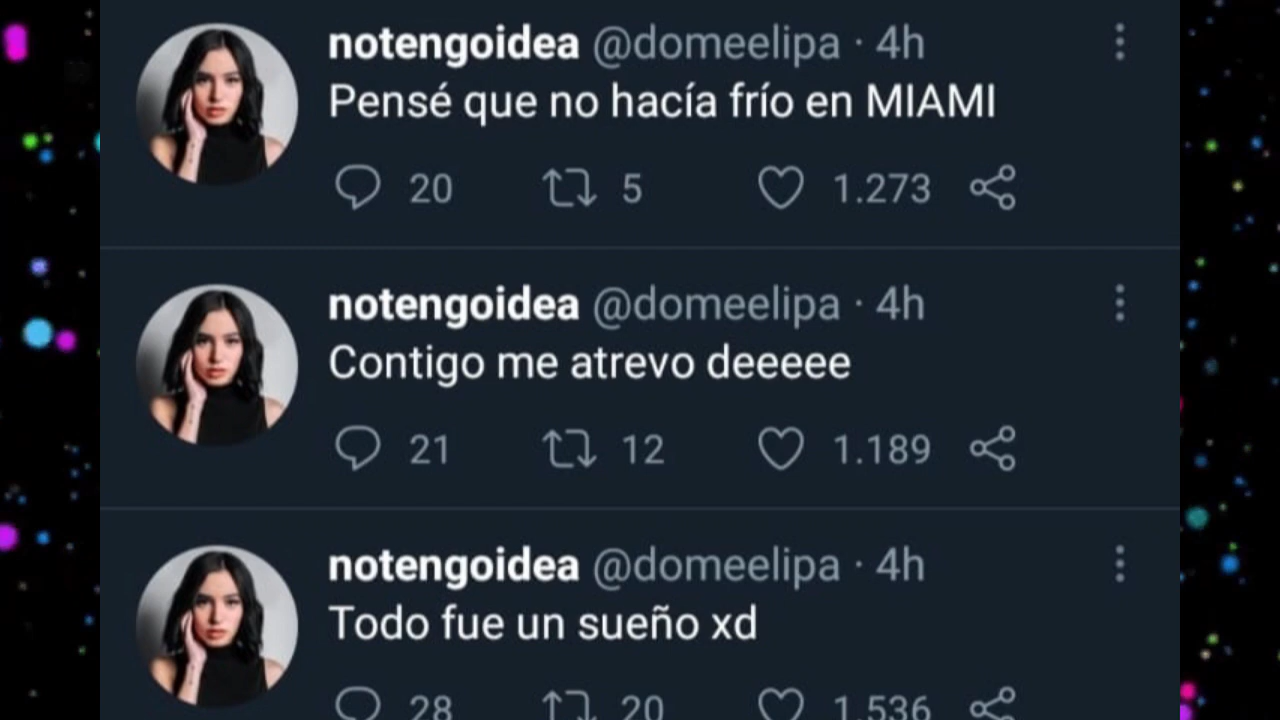 notengoidea @domeelipa · 4h
Pensé que no hacía frío en MIAMI
20 5 1.273
notengoidea @domeelipa · 4h
Contigo me atrevo deeeee
21 12 1.189
notengoidea @domeelipa · 4h
Todo fue un sueño xd
28 20 1.536